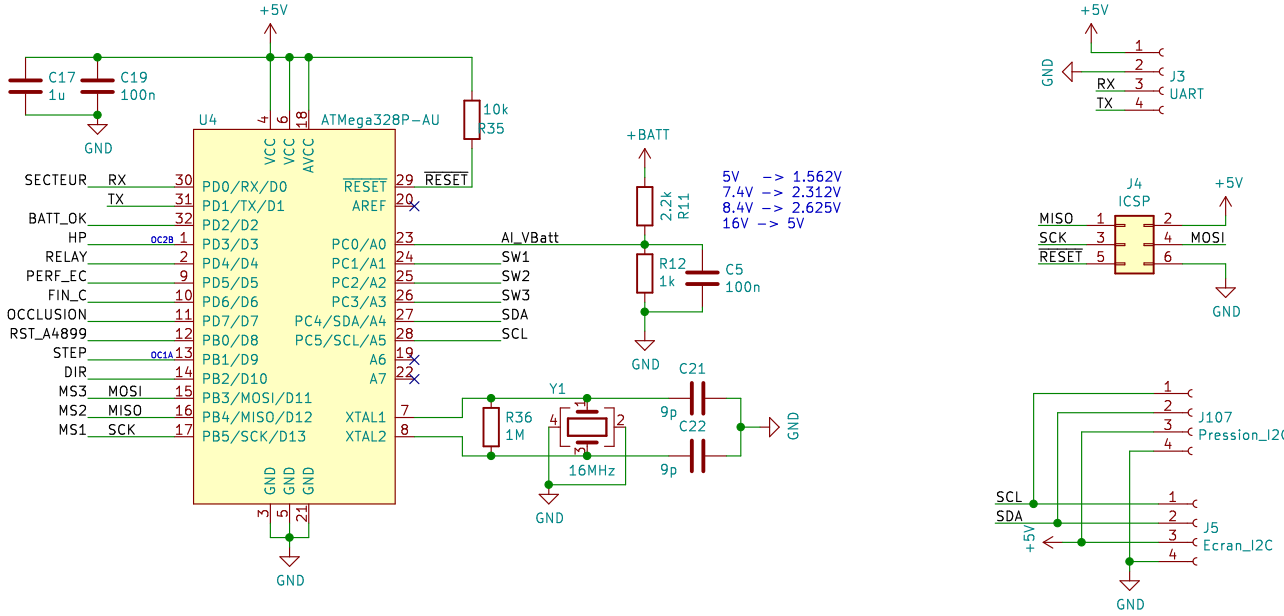 +5V
C17
1u
C19
100n
GND
10k
R35
U4
ATMega328P-AU
4
6
18
VCC
VCC
AVCC
SECTEUR
RX
30
PD0/RX/D0
TX
31
PD1/TX/D1
BATT_OK
32
PD2/D2
HP
OC2B
1
PD3/D3
RELAY
2
PD4/D4
PERF_EC
9
PD5/D5
FIN_C
10
PD6/D6
OCCLUSION
11
PD7/D7
RST_A4899
12
PB0/D8
STEP
OC1A
13
PB1/D9
DIR
14
PB2/D10
MS3
MOSI
15
PB3/MOSI/D11
MS2
MISO
16
PB4/MISO/D12
MS1
SCK
17
PB5/SCK/D13
RESET
29
RESET
AREF
20
PC0/A0
23
AI_VBatt
PC1/A1
24
SW1
PC2/A2
25
SW2
PC3/A3
26
SW3
PC4/SDA/A4
27
SDA
PC5/SCL/A5
28
SCL
A6
19
A7
22
XTAL1
7
XTAL2
8
GND
GND
GND
3
5
21
GND
+BATT
2.2k
R11
R12
1k
C5
100n
GND
5V -> 1.562V
7.4V -> 2.312V
8.4V -> 2.625V
16V -> 5V
R36
1M
Y1
1
4
2
3
16MHz
GND
C21
9p
C22
9p
GND
+5V
1
GND
2
RX
3
TX
4
J3
UART
J4
ICSP
+5V
MISO
1
2
SCK
3
4
MOSI
RESET
5
6
GND
1
2
3
4
J107
Pression_I2C
SCL
1
SDA
2
+5V
3
4
J5
Ecran_I2C
GND